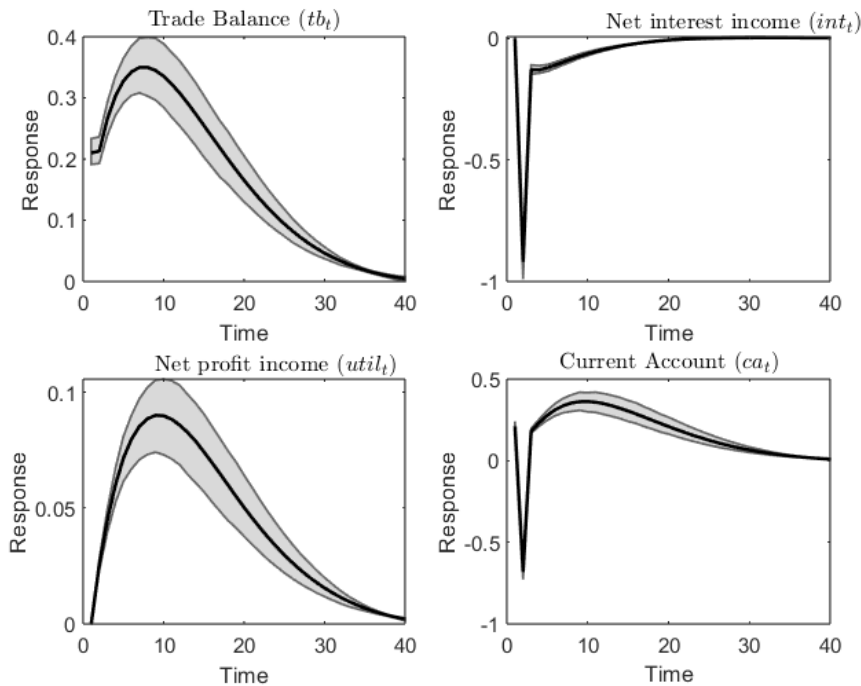 Trade Balance (tb_t)
Response
0.4
0.3
0.2
0.1
0
0 10 20 30 40
Time
Net interest income (int_t)
Response
0
-0.5
-1
0 10 20 30 40
Time
Net profit income (util_t)
Response
0.1
0.05
0
0 10 20 30 40
Time
Current Account (ca_t)
Response
0.5
0
-0.5
-1
0 10 20 30 40
Time